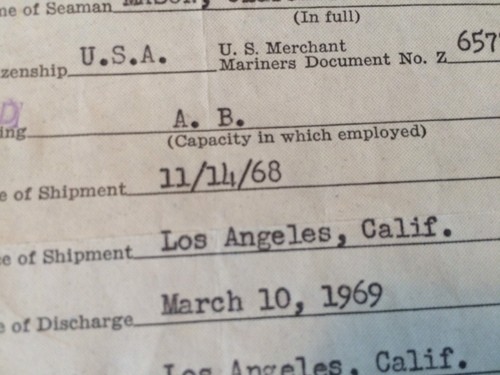 me of Seaman
(In full)
zenship U.S.A. U. S. Merchant Mariners Document No. Z 657
ing A. B.
(Capacity in which employed)
e of Shipment 11/14/68
e of Shipment Los Angeles, Calif.
e of Discharge March 10, 1969
Los Angeles, Calif.